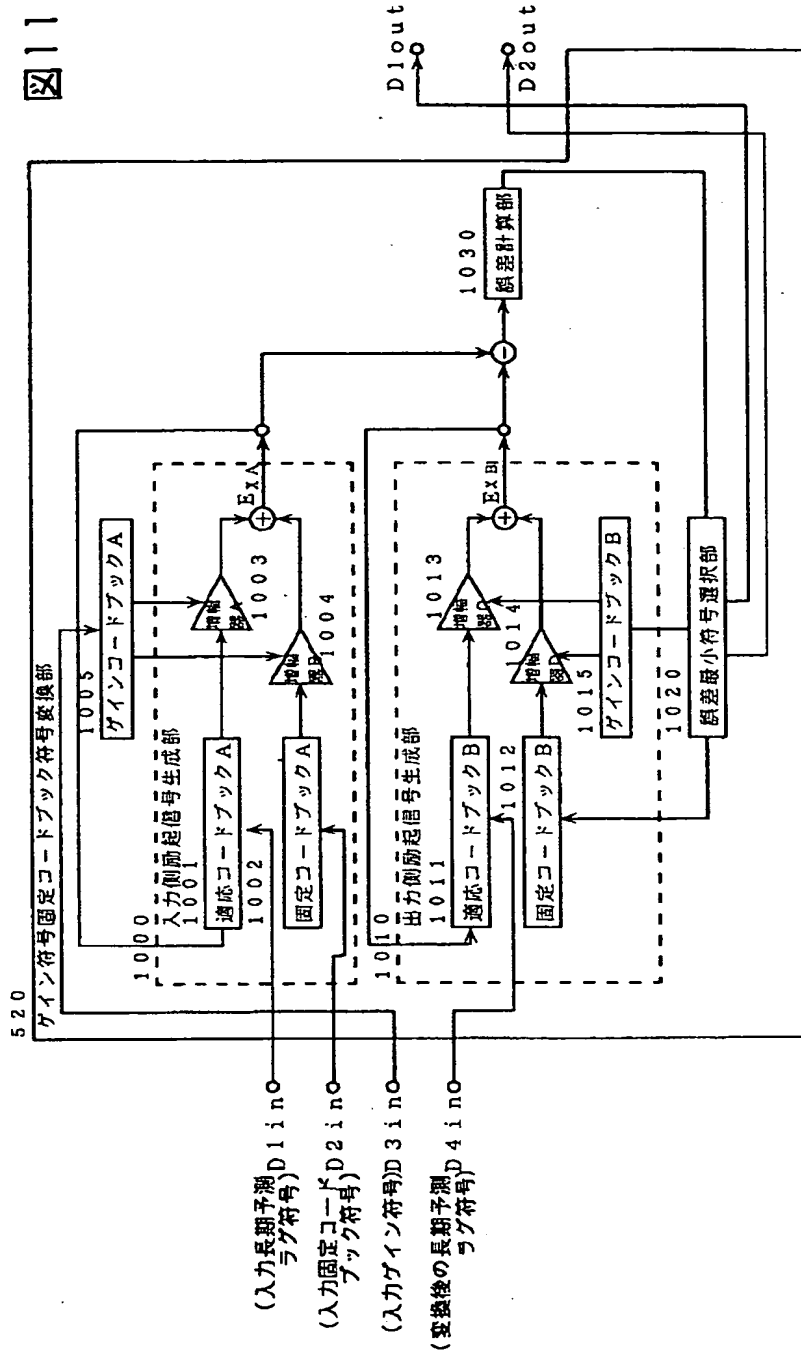 図11
520
ゲイン符号固定コードブック符号変換部
1005
ゲインコードブックA
1000
入力側励起信号生成部
1001
適応コードブックA
1002
固定コードブックA
増幅器A
1003
増幅器B
1004
+
ExA
1010
出力側励起信号生成部
1011
適応コードブックB
1012
固定コードブックB
増幅器C
1013
増幅器D
1014
+
ExB
1015
ゲインコードブックB
1020
誤差最小符号選択部
-
1030
誤差計算部
(入力長期予測
ラグ符号)
D1in
(入力固定コード
ブック符号)
D2in
(入力ゲイン符号)D3in
(変換後の長期予測
ラグ符号)
D4in
D1out
D2out